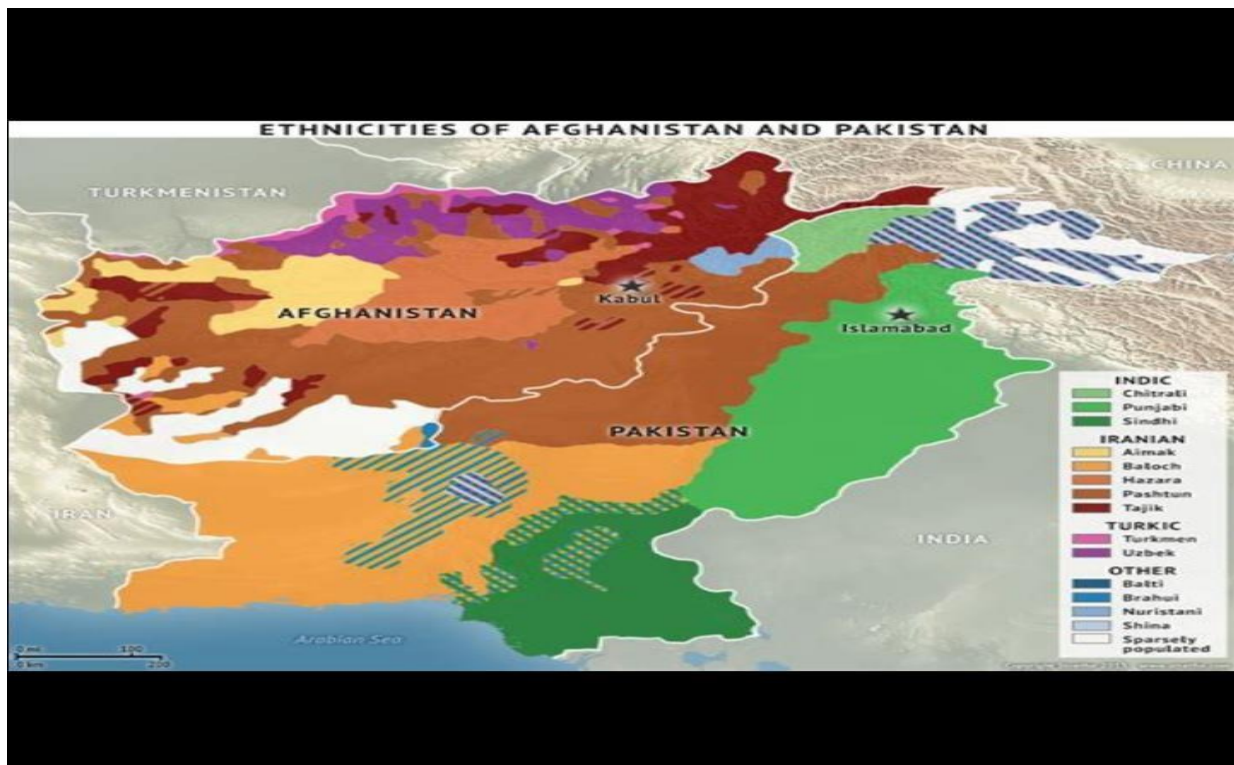 ETHNICITIES OF AFGHANISTAN AND PAKISTAN
CHINA
TURKMENISTAN
Kabul
AFGHANISTAN
Islamabad
PAKISTAN
IRAN
INDIA
Arabian Sea
0 mi 100
0 km 200
INDIC
Chitrali
Punjabi
Sindhi
IRANIAN
Aimak
Baloch
Hazara
Pashtun
Tajik
TURKIC
Turkmen
Uzbek
OTHER
Balti
Brahui
Nuristani
Shina
Sparsely
populated